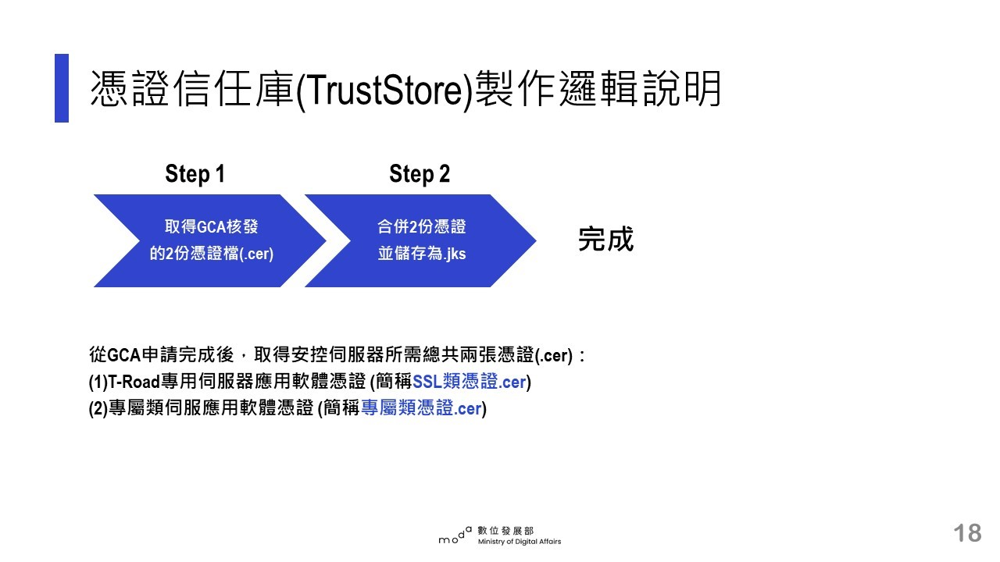 憑證信任庫(TrustStore)製作邏輯說明
Step 1
Step 2
取得GCA核發
的2份憑證檔(.cer)
合併2份憑證
並儲存為.jks
完成
從GCA申請完成後，取得安控伺服器所需總共兩張憑證(.cer)：
(1)T-Road專用伺服器應用軟體憑證 (簡稱SSL類憑證.cer)
(2)專屬類伺服應用軟體憑證 (簡稱專屬類憑證.cer)
moda 數位發展部
Ministry of Digital Affairs
18